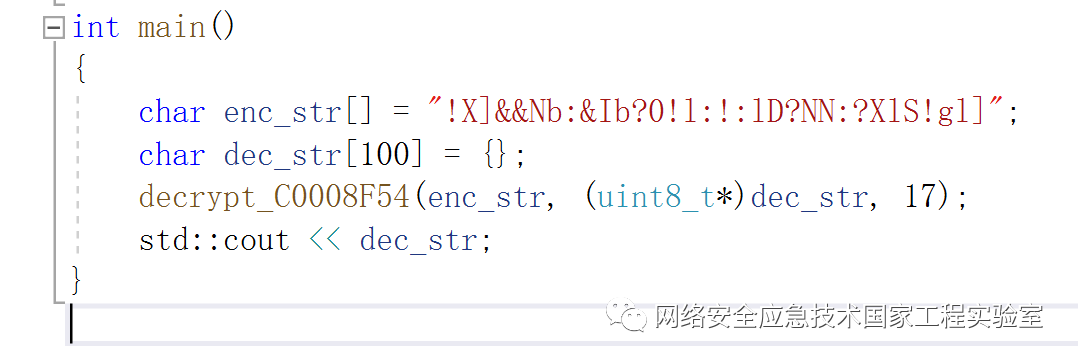 int main()
{
char enc_str[] = "!X]&&Nb:&Ib?0!l:!:lD?NN:?XlS!gl]";
char dec_str[100] = {};
decrypt_C0008F54(enc_str, (uint8_t*)dec_str, 17);
std::cout << dec_str;
}
网络安全应急技术国家工程实验室